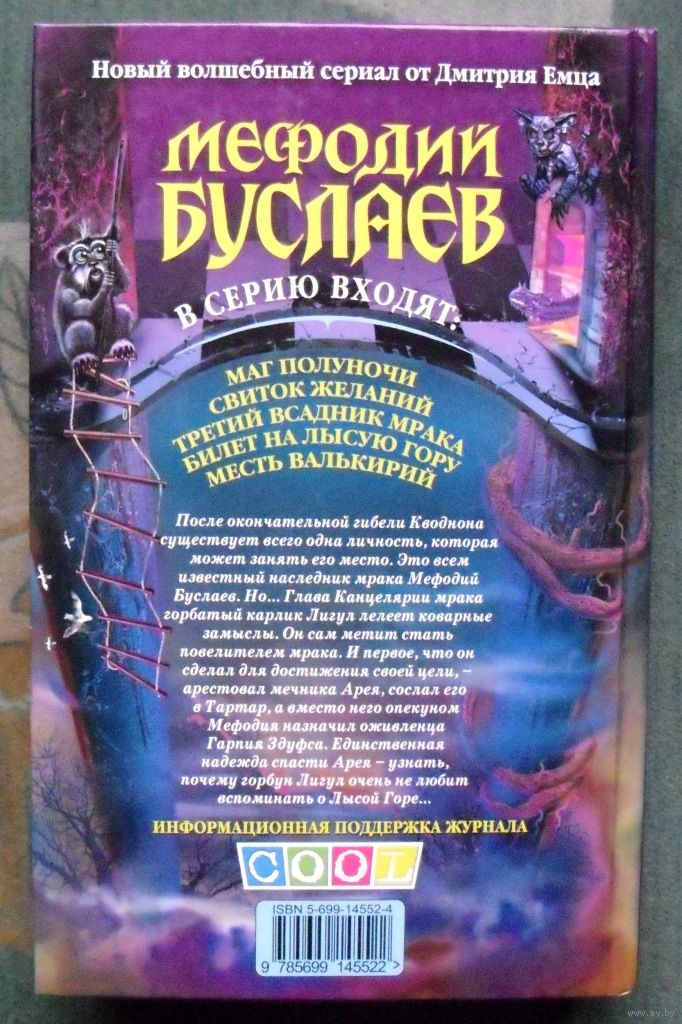 Новый волшебный сериал от Дмитрия Емца
МЕФОДИЙ
БУСЛАЕВ
В СЕРИЮ ВХОДЯТ:
МАГ ПОЛУНОЧИ
СВИТОК ЖЕЛАНИЙ
ТРЕТИЙ ВСАДНИК МРАКА
БИЛЕТ НА ЛЫСУЮ ГОРУ
МЕСТЬ ВАЛЬКИРИЙ
После окончательной гибели Кводнона
существует всего одна личность, которая
может занять его место. Это всем
известный наследник мрака Мефодий
Буслаев. Но... Глава Канцелярии мрака
горбатый карлик Лигул лелеет коварные
замыслы. Он сам метит стать
повелителем мрака. И первое, что он
сделал для достижения своей цели, –
арестовал мечника Арея, сослал его
в Тартар, а вместо него опекуном
Мефодия назначил оживленца
Гарпия Здуфса. Единственная
надежда спасти Арея – узнать,
почему горбун Лигул очень не любит
вспоминать о Лысой Горе...
ИНФОРМАЦИОННАЯ ПОДДЕРЖКА ЖУРНАЛА
COOL
ISBN 5-699-14552-4
9 785699 145522 >
www.ay.by